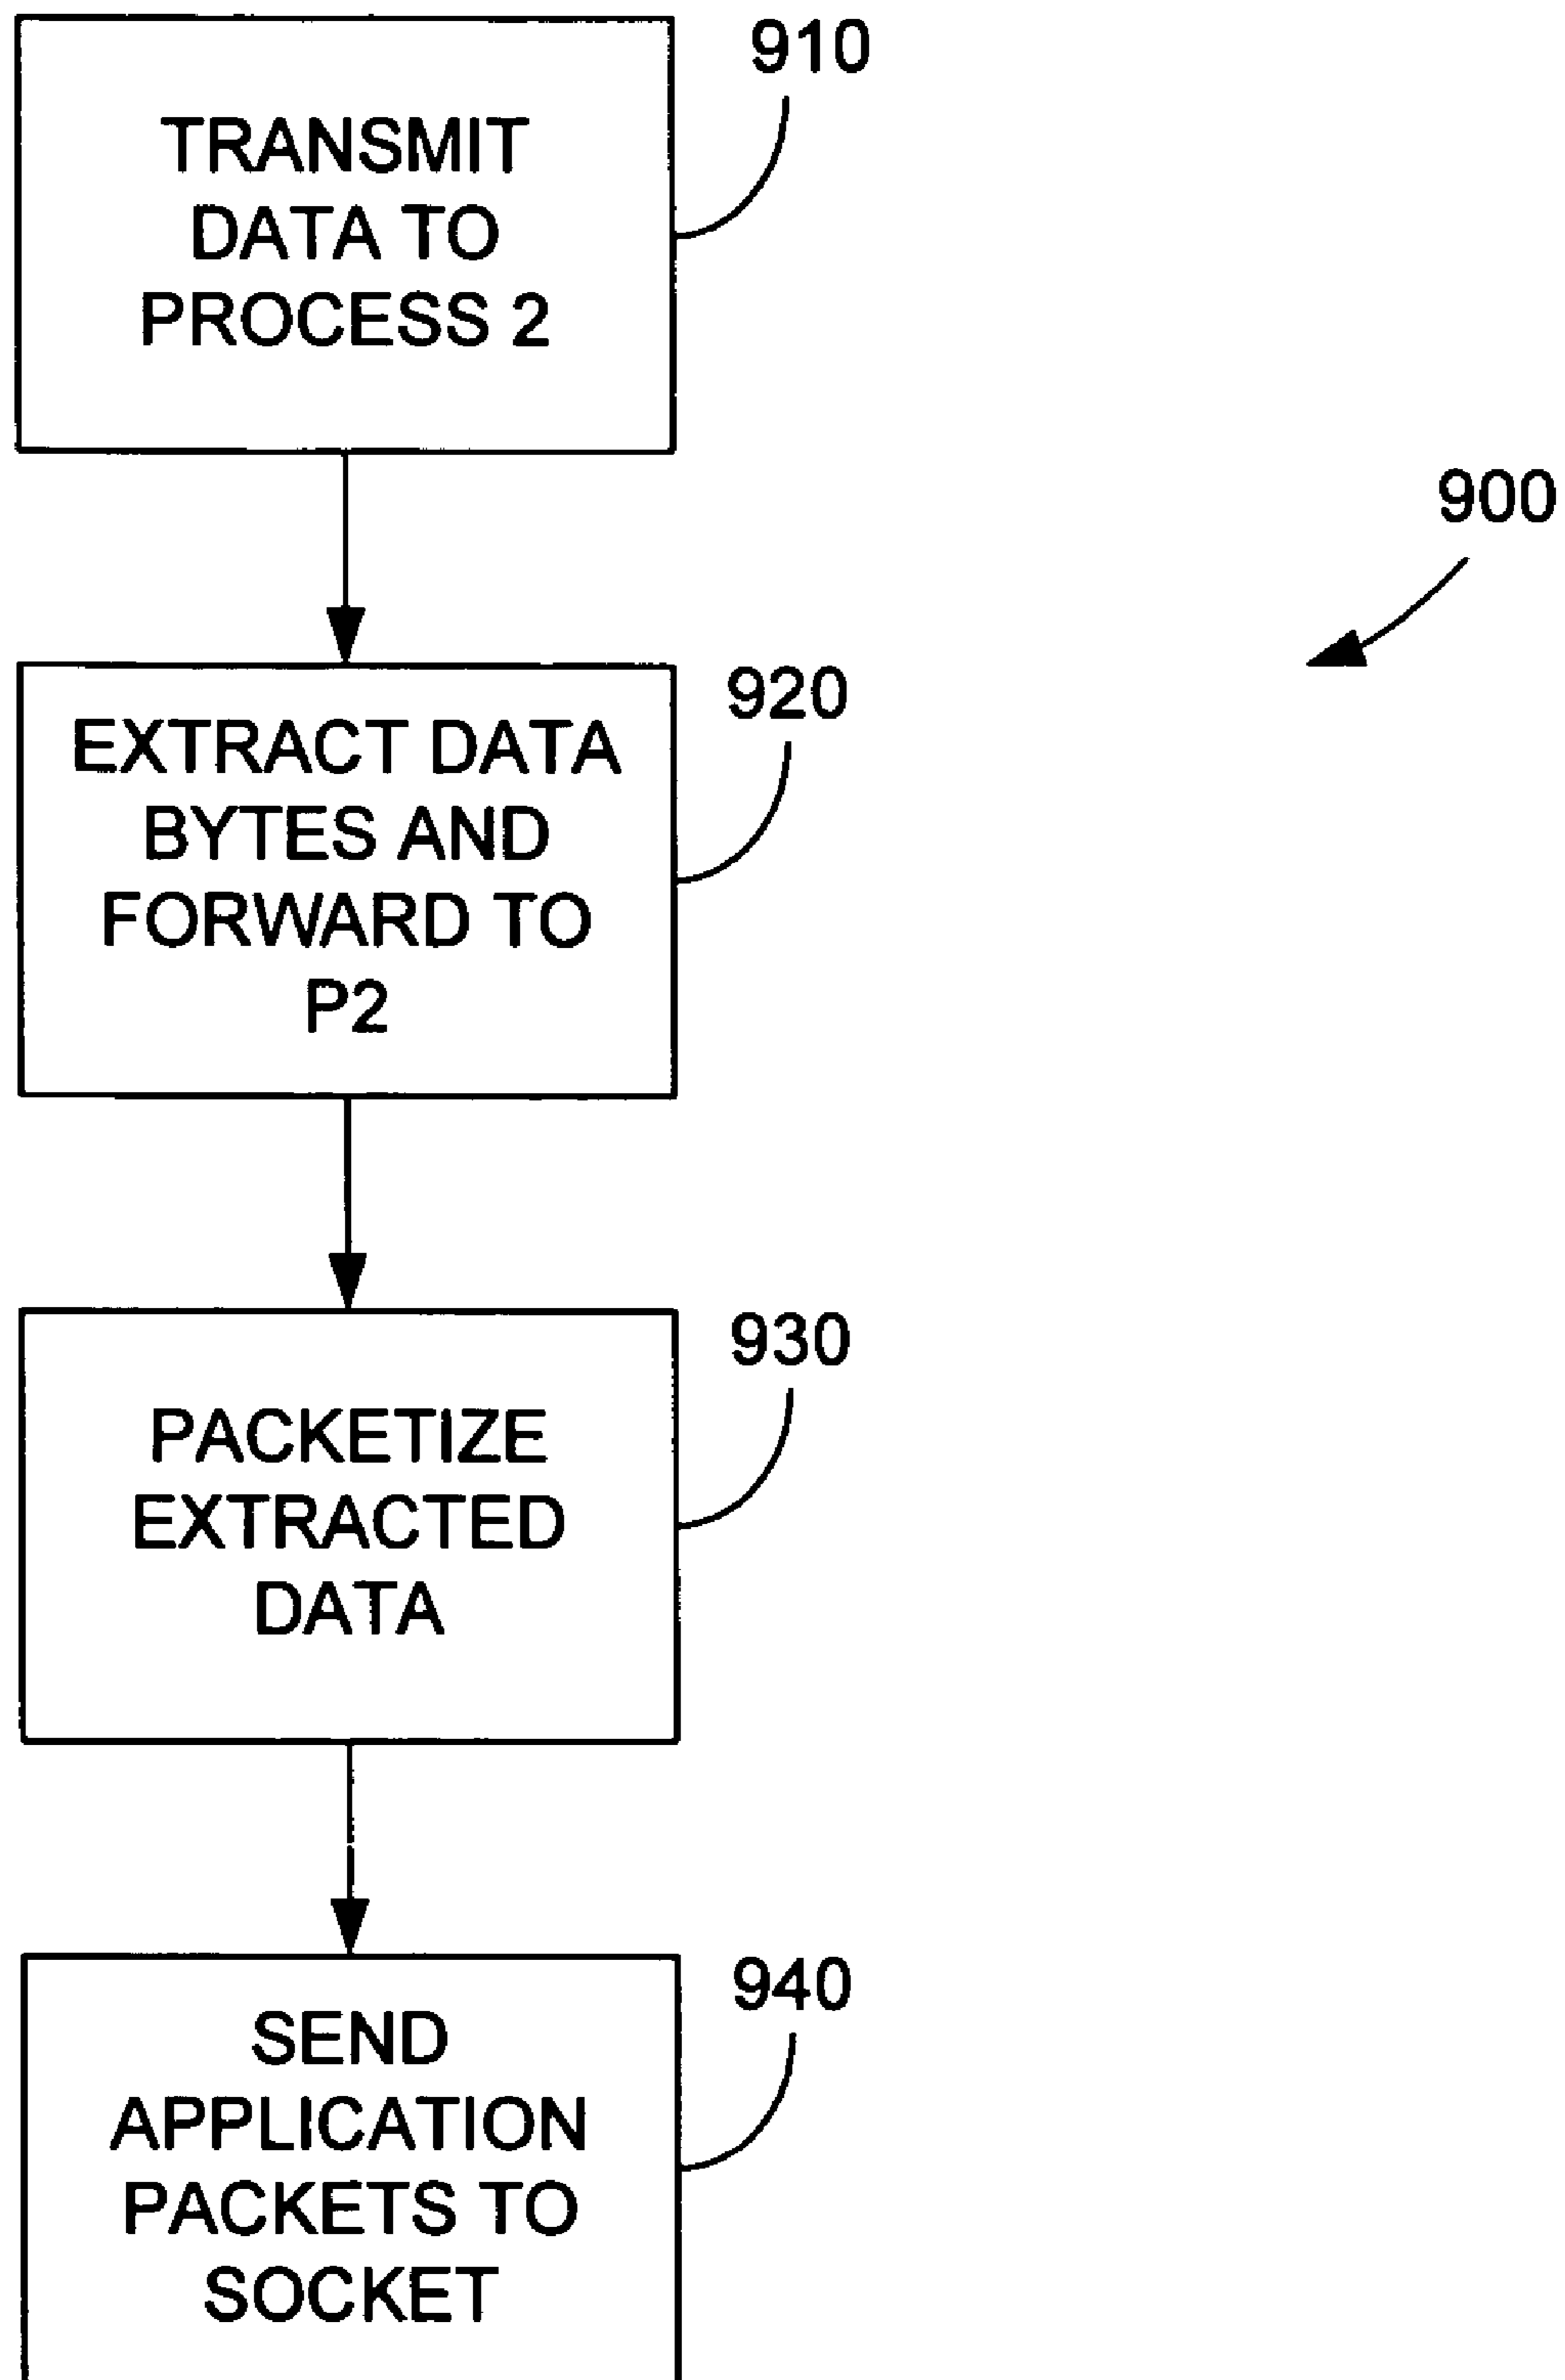 910
TRANSMIT
DATA TO
PROCESS 2
900
920
EXTRACT DATA
BYTES AND
FORWARD TO
P2
930
PACKETIZE
EXTRACTED
DATA
940
SEND
APPLICATION
PACKETS TO
SOCKET